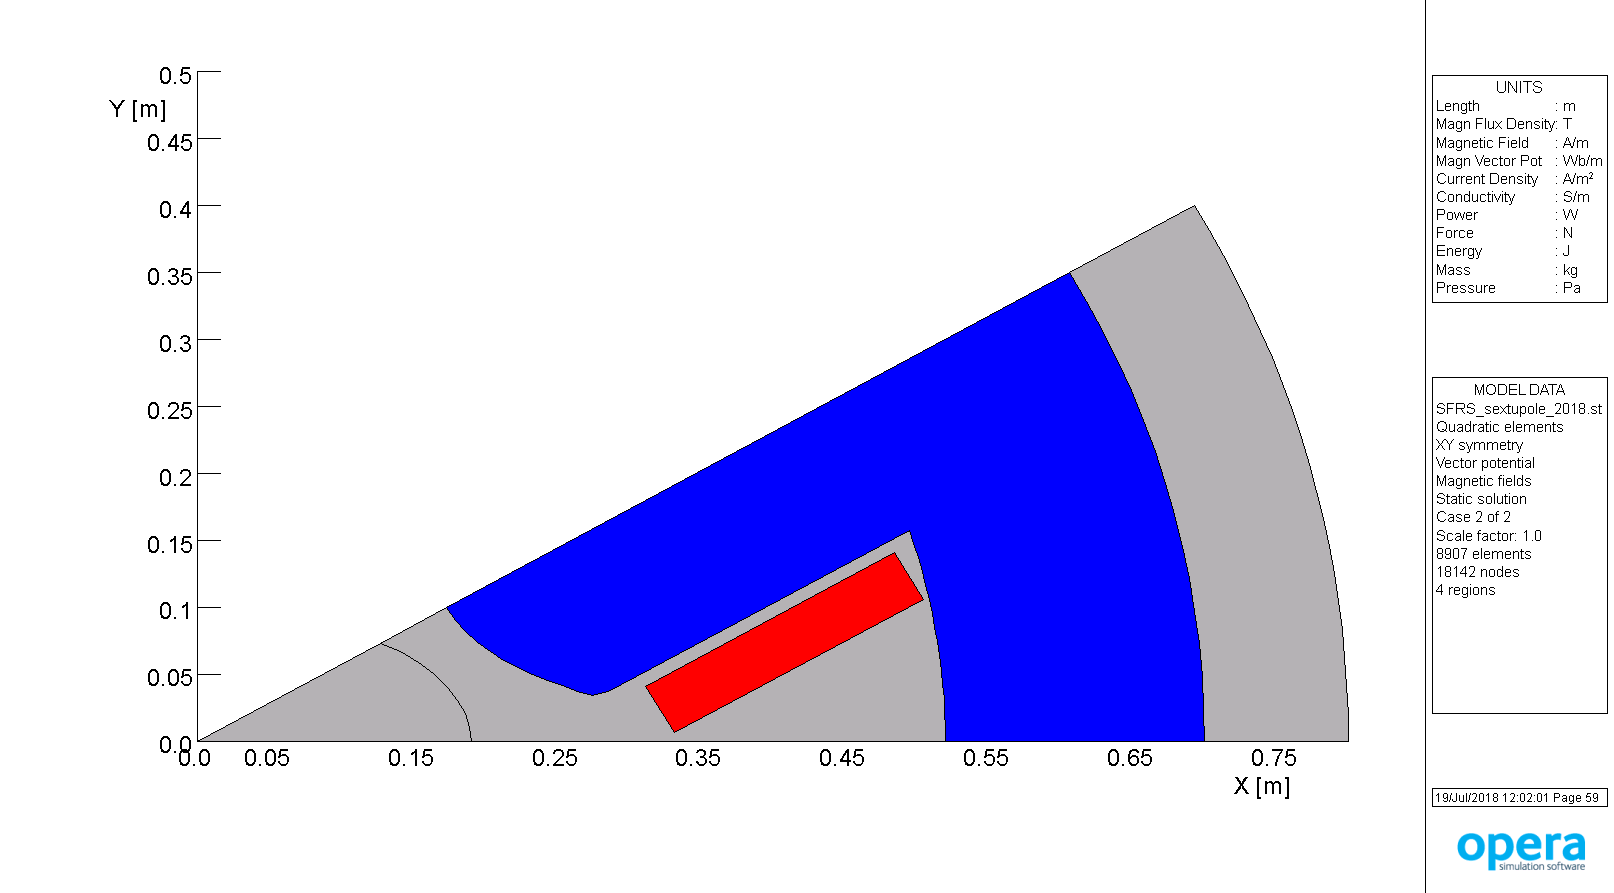 0.5
Y [m]
0.45
0.4
0.35
0.3
0.25
0.2
0.15
0.1
0.05
0.0
0.0 0.05 0.15 0.25 0.35 0.45 0.55 0.65 0.75
X [m]
UNITS
Length : m
Magn Flux Density: T
Magnetic Field : A/m
Magn Vector Pot : Wb/m
Current Density : A/m²
Conductivity : S/m
Power : W
Force : N
Energy : J
Mass : kg
Pressure : Pa
MODEL DATA
SFRS_sextupole_2018.st
Quadratic elements
XY symmetry
Vector potential
Magnetic fields
Static solution
Case 2 of 2
Scale factor: 1.0
8907 elements
18142 nodes
4 regions
19/Jul/2018 12:02:01 Page 59
opera
simulation software